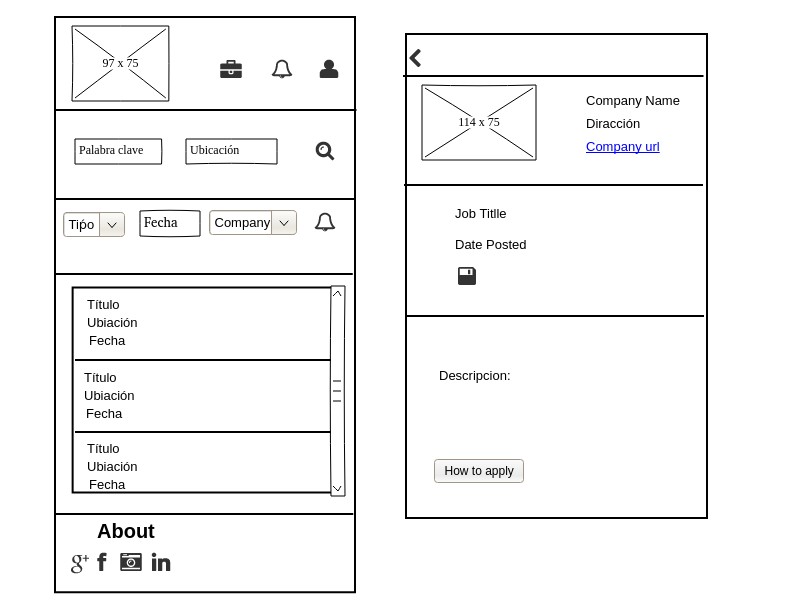 97 x 75
Palabra clave
Ubicación
Tipo
Fecha
Company
Título
Ubiación
Fecha
Título
Ubiación
Fecha
Título
Ubiación
Fecha
About
g+ f in
114 x 75
Company Name
Diracción
Company url
Job Titlle
Date Posted
Descripcion:
How to apply